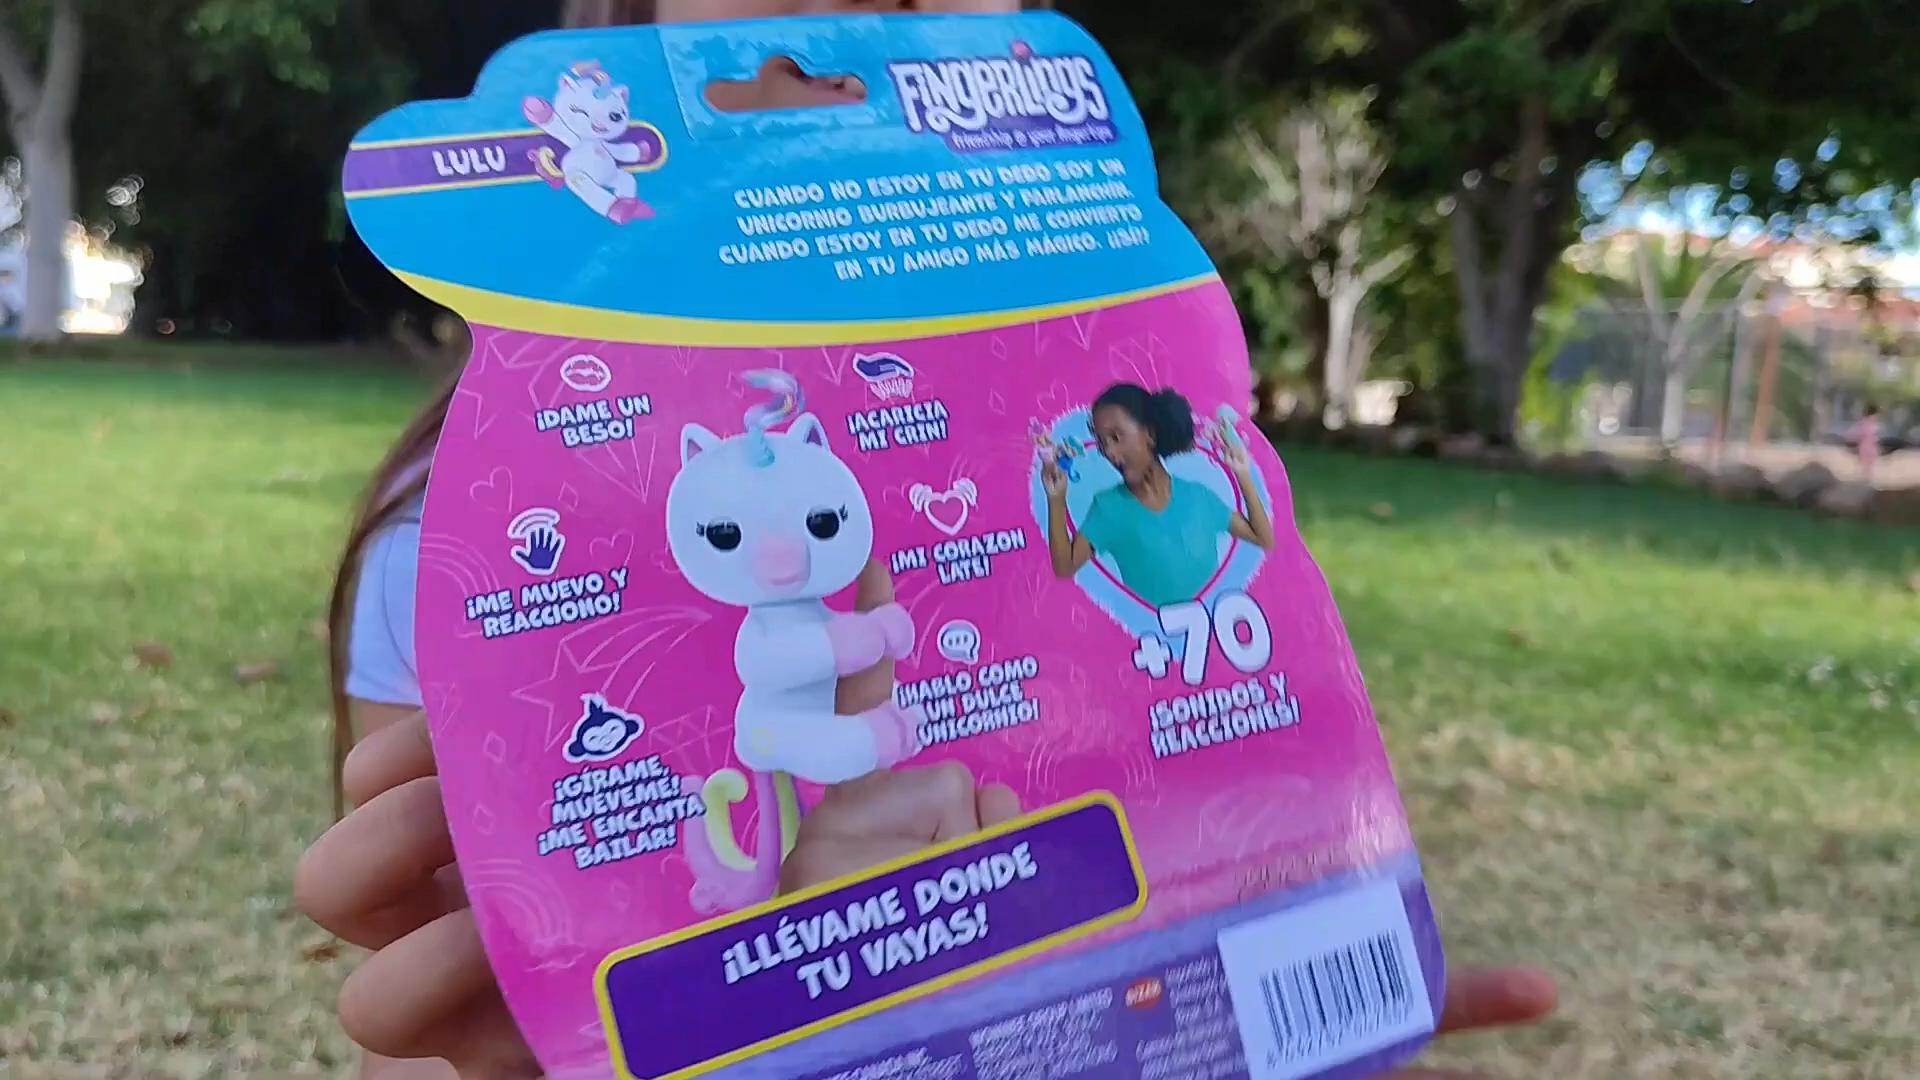 LULU
FINGERLINGS
friendship @ your fingertips
CUANDO NO ESTOY EN TU DEDO SOY UN
UNICORNIO BURBUJEANTE Y PARLANCHÍN.
CUANDO ESTOY EN TU DEDO ME CONVIERTO
EN TU AMIGO MÁS MÁGICO. ¡¡SÍ!!
¡DAME UN
BESO!
¡ACARICIA
MI CRIN!
¡ME MUEVO Y
REACCIONO!
¡MI CORAZON
LATE!
¡GÍRAME,
MUÉVEME!
¡ME ENCANTA
BAILAR!
¡HABLO COMO
UN DULCE
UNICORNIO!
+70
¡SONIDOS Y
REACCIONES!
¡LLÉVAME DONDE
TU VAYAS!